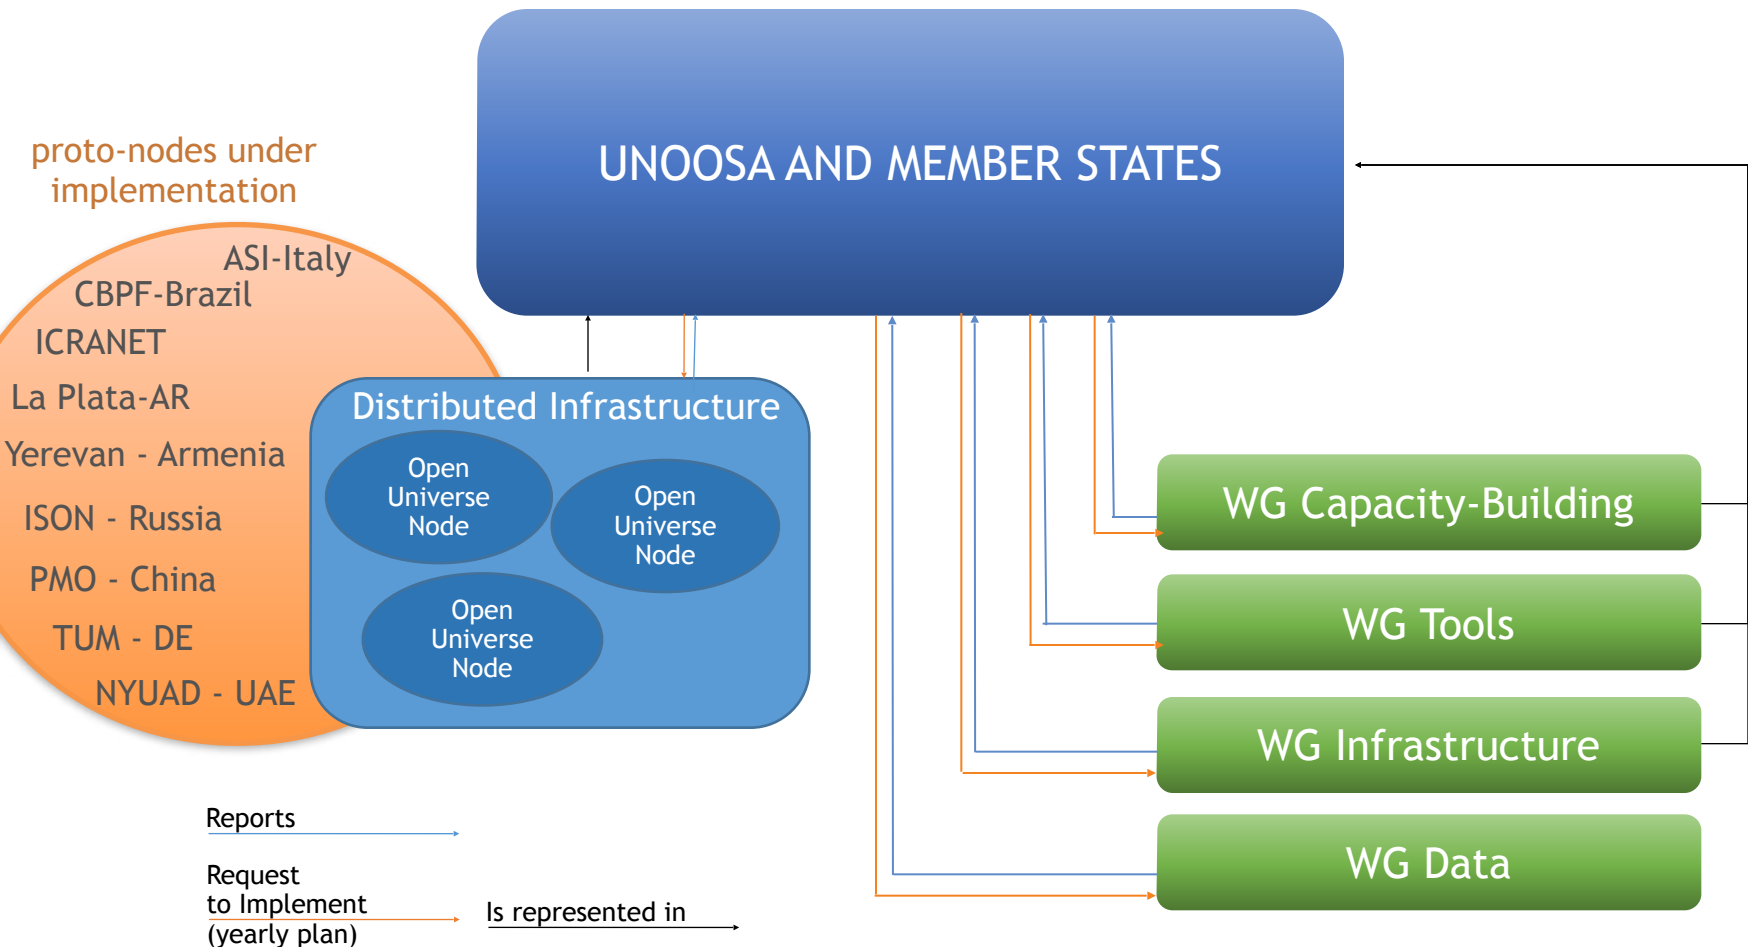 UNOOSA AND MEMBER STATES
proto-nodes under
implementation
ASI-Italy
CBPF-Brazil
ICRANET
La Plata-AR
Yerevan - Armenia
ISON - Russia
PMO - China
TUM - DE
NYUAD - UAE
Distributed Infrastructure
Open
Universe
Node
Open
Universe
Node
Open
Universe
Node
WG Capacity-Building
WG Tools
WG Infrastructure
WG Data
Reports
Request
to Implement
(yearly plan)
Is represented in